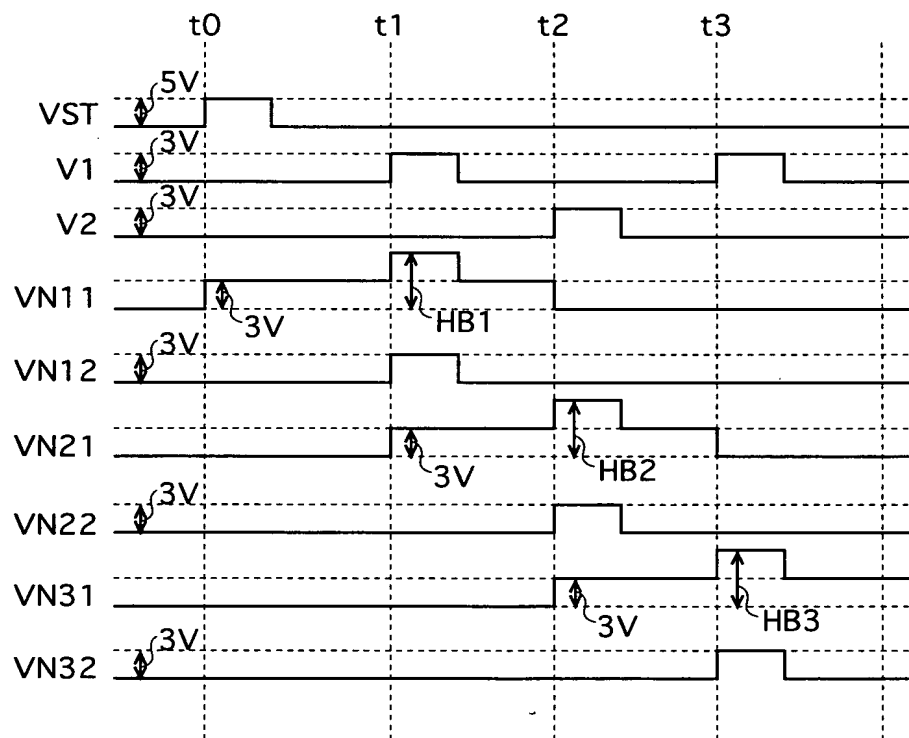 t0 t1 t2 t3
5V
VST
3V
V1
3V
V2
VN11
3V
HB1
3V
VN12
VN21
3V
HB2
3V
VN22
VN31
3V
HB3
3V
VN32